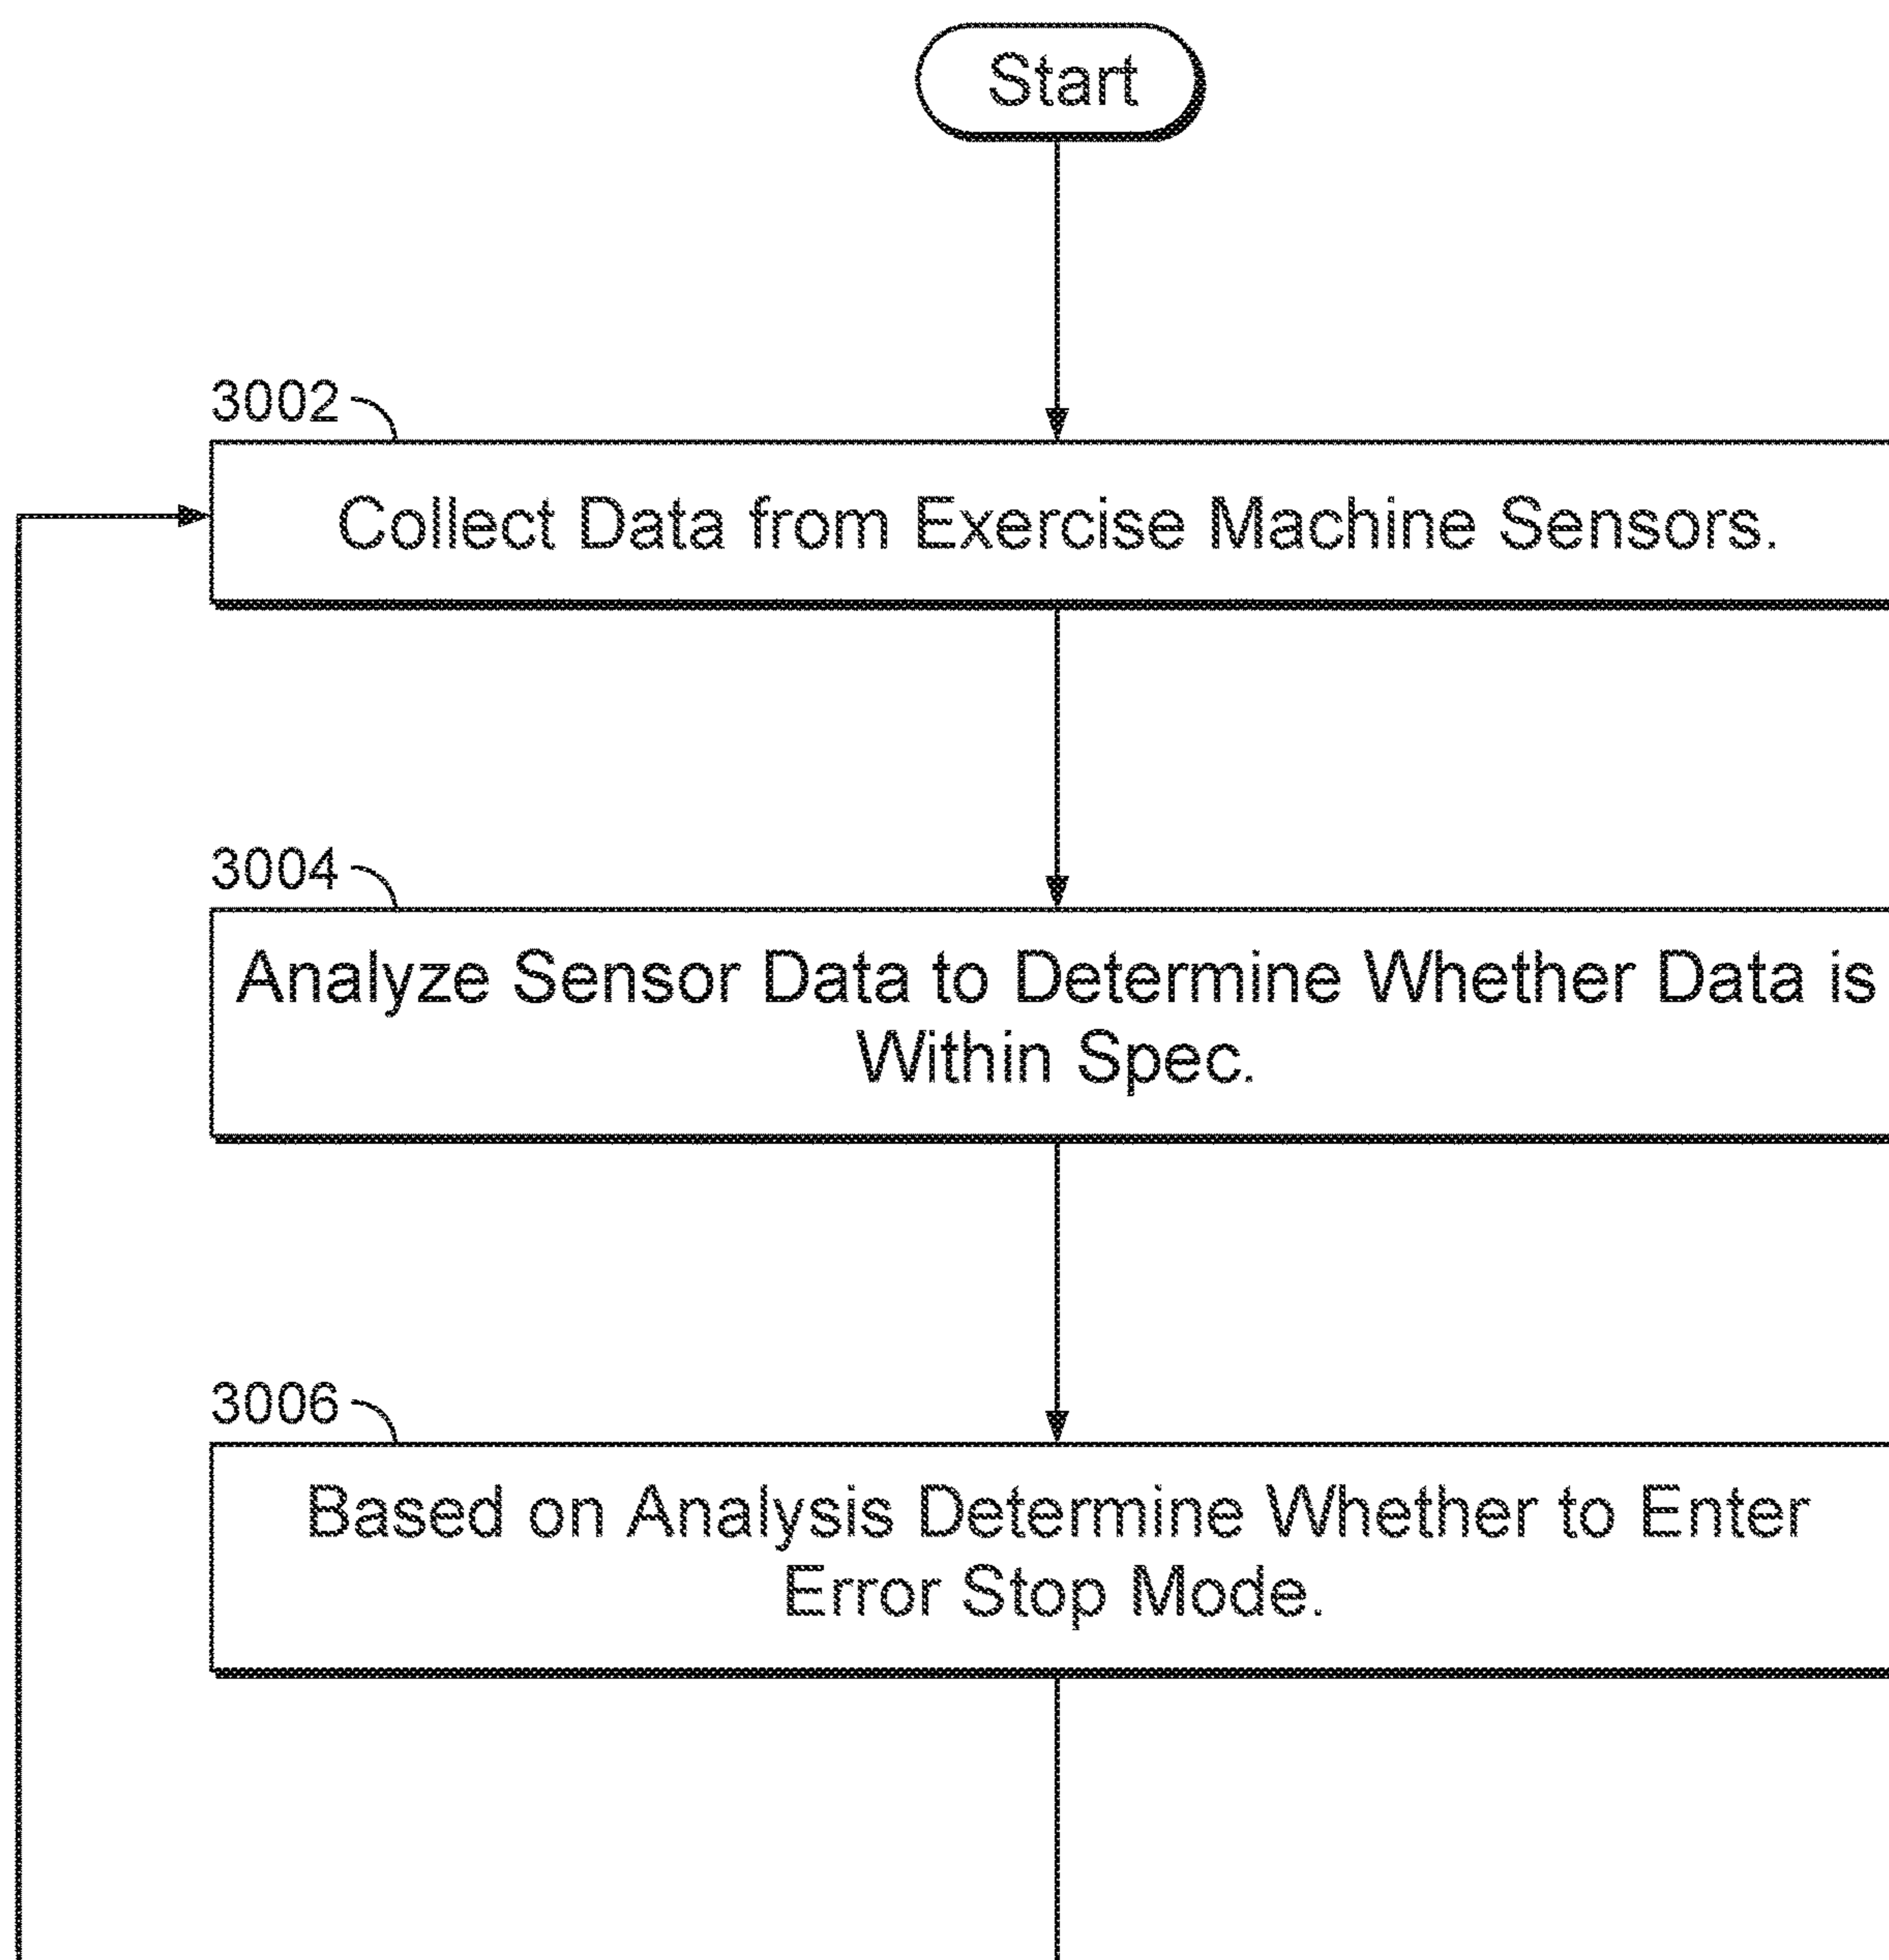 Start
3002
Collect Data from Exercise Machine Sensors.
3004
Analyze Sensor Data to Determine Whether Data is
Within Spec.
3006
Based on Analysis Determine Whether to Enter
Error Stop Mode.